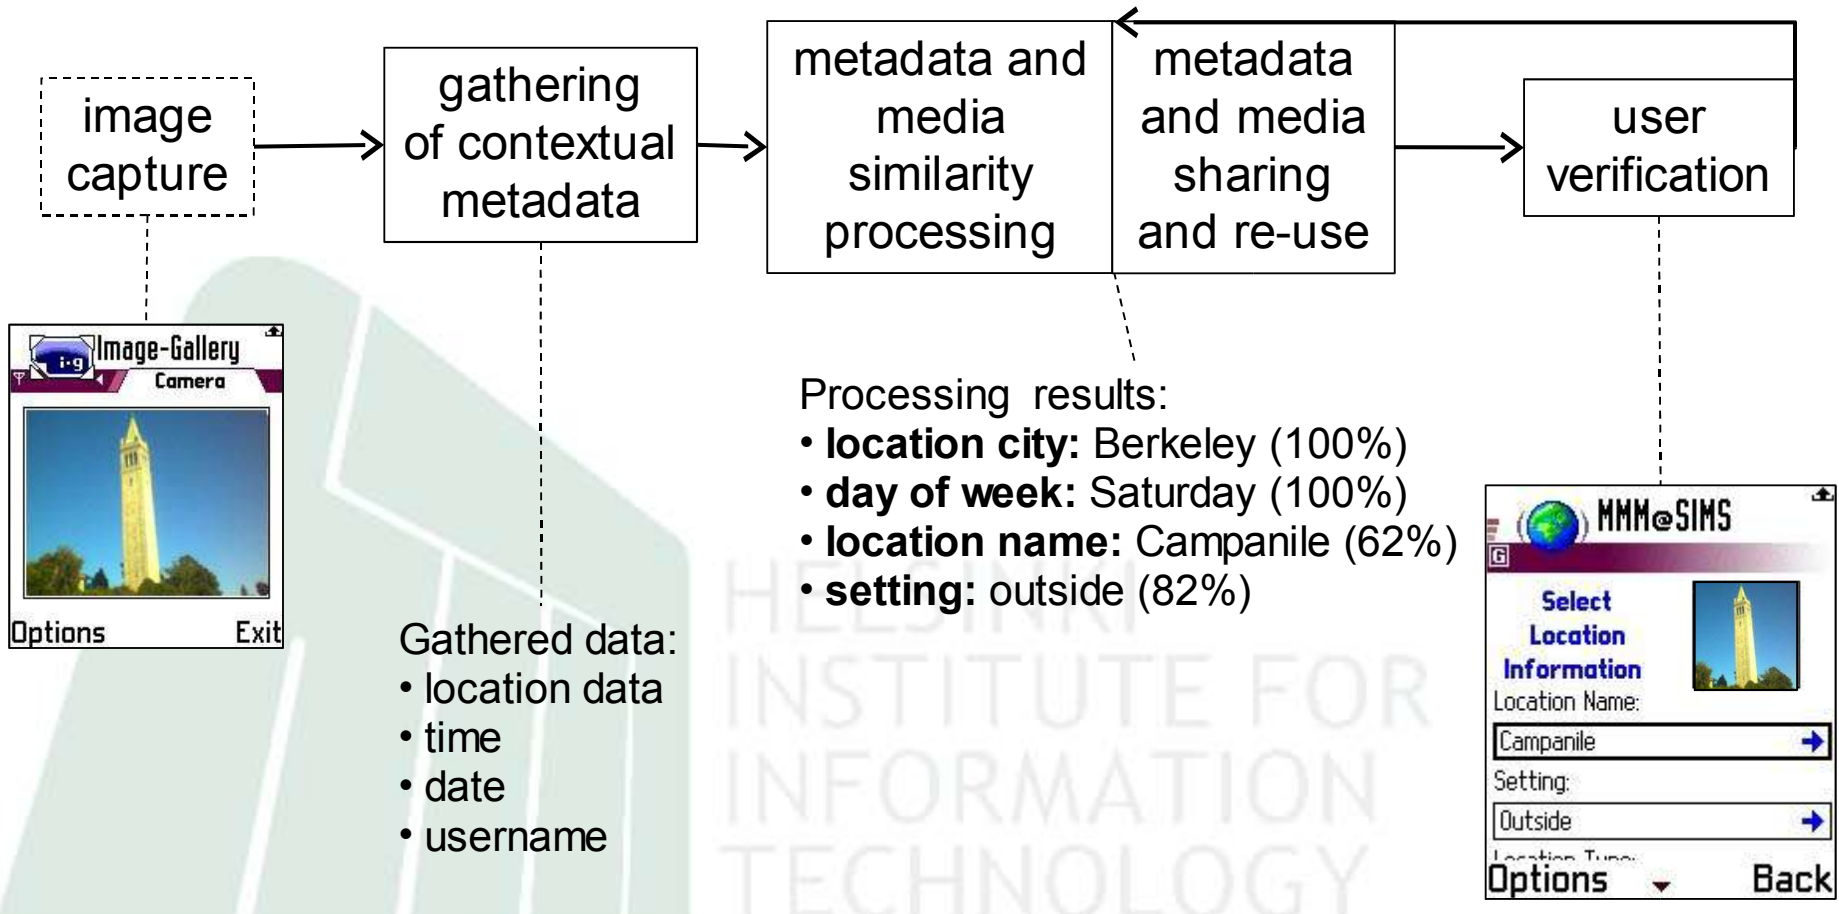 image
capture
gathering
of contextual
metadata
metadata and
media
similarity
processing
metadata
and media
sharing
and re-use
user
verification
i-g
Image-Gallery
Camera
Options Exit
Gathered data:
• location data
• time
• date
• username
Processing results:
• location city: Berkeley (100%)
• day of week: Saturday (100%)
• location name: Campanile (62%)
• setting: outside (82%)
MMM@SIMS
G
Select
Location
Information
Location Name:
Campanile
Setting:
Outside
Options Back
HELSINKI
INSTITUTE FOR
INFORMATION
TECHNOLOGY